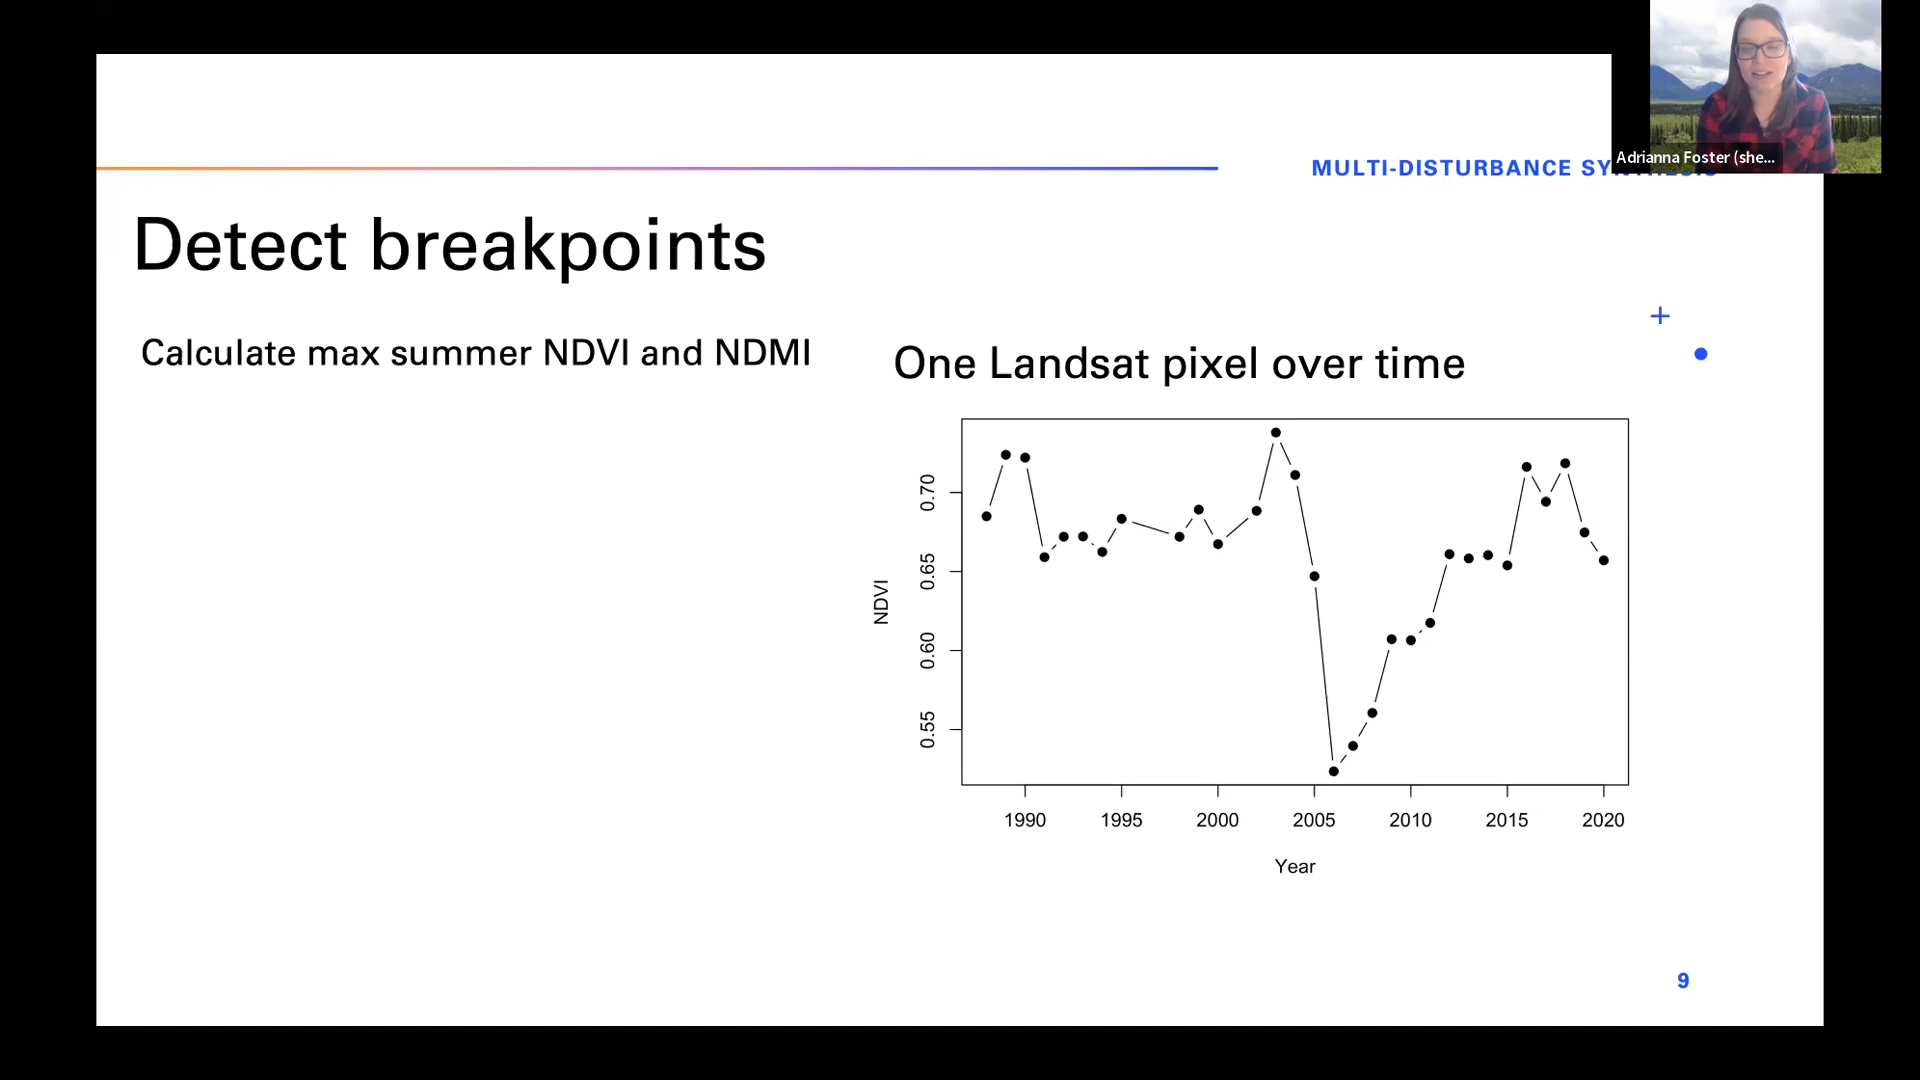 Adrianna Foster (she...
MULTI-DISTURBANCE
Detect breakpoints
Calculate max summer NDVI and NDMI
One Landsat pixel over time
NDVI
0.70
0.65
0.60
0.55
1990 1995 2000 2005 2010 2015 2020
Year
9